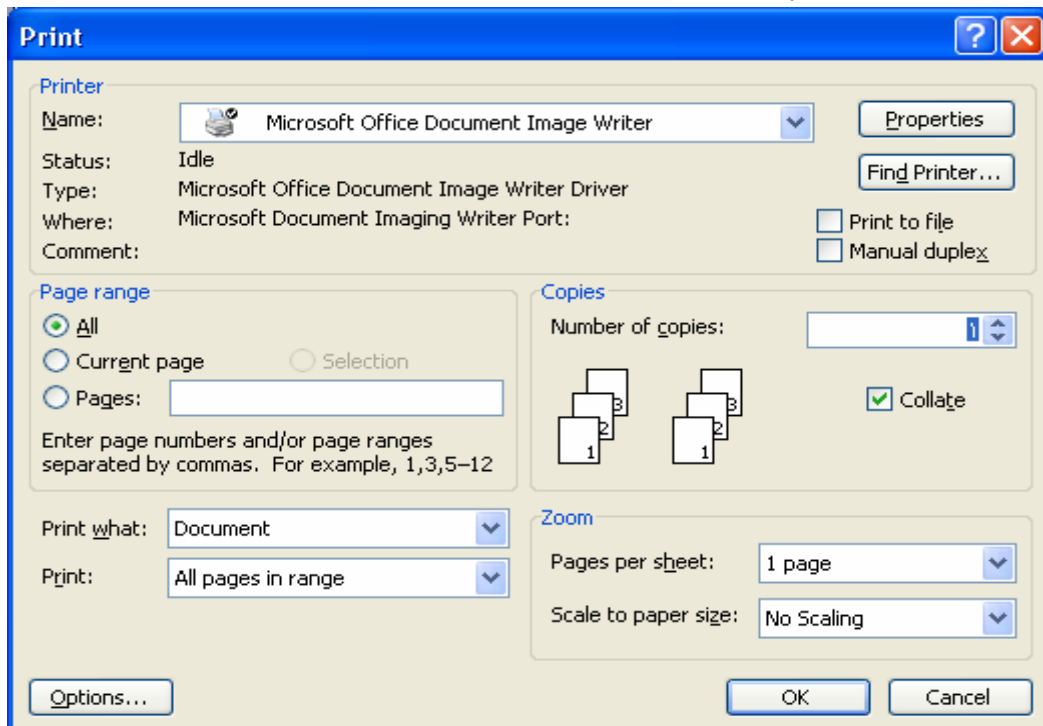 Print
Printer
Name:
Microsoft Office Document Image Writer
Properties
Status:
Idle
Find Printer...
Type:
Microsoft Office Document Image Writer Driver
Where:
Microsoft Document Imaging Writer Port:
Print to file
Comment:
Manual duplex
Page range
All
Current page
Selection
Pages:
Enter page numbers and/or page ranges
separated by commas. For example, 1,3,5–12
Copies
Number of copies:
1
3
2
1
3
2
1
Collate
Print what:
Document
Print:
All pages in range
Zoom
Pages per sheet:
1 page
Scale to paper size:
No Scaling
Options...
OK
Cancel